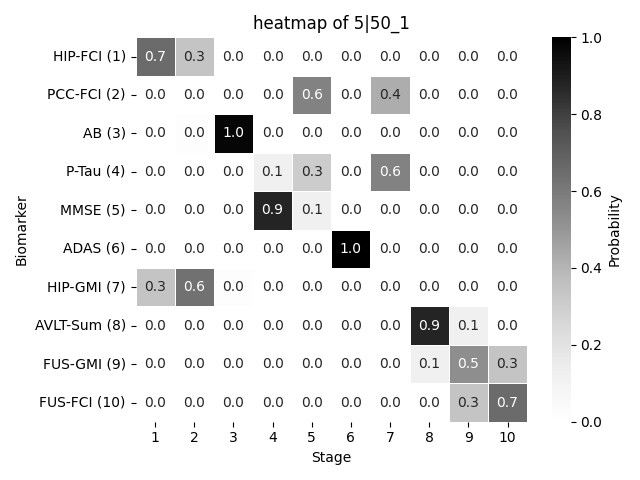 heatmap of 5|50_1
HIP-FCI (1) 0.7 0.3 0.0 0.0 0.0 0.0 0.0 0.0 0.0 0.0
PCC-FCI (2) 0.0 0.0 0.0 0.0 0.6 0.0 0.4 0.0 0.0 0.0
AB (3) 0.0 0.0 1.0 0.0 0.0 0.0 0.0 0.0 0.0 0.0
P-Tau (4) 0.0 0.0 0.0 0.1 0.3 0.0 0.6 0.0 0.0 0.0
MMSE (5) 0.0 0.0 0.0 0.9 0.1 0.0 0.0 0.0 0.0 0.0
ADAS (6) 0.0 0.0 0.0 0.0 0.0 1.0 0.0 0.0 0.0 0.0
HIP-GMI (7) 0.3 0.6 0.0 0.0 0.0 0.0 0.0 0.0 0.0 0.0
AVLT-Sum (8) 0.0 0.0 0.0 0.0 0.0 0.0 0.0 0.9 0.1 0.0
FUS-GMI (9) 0.0 0.0 0.0 0.0 0.0 0.0 0.0 0.1 0.5 0.3
FUS-FCI (10) 0.0 0.0 0.0 0.0 0.0 0.0 0.0 0.0 0.3 0.7
1 2 3 4 5 6 7 8 9 10
Stage
Biomarker
1.0
0.8
0.6
0.4
0.2
0.0
Probability